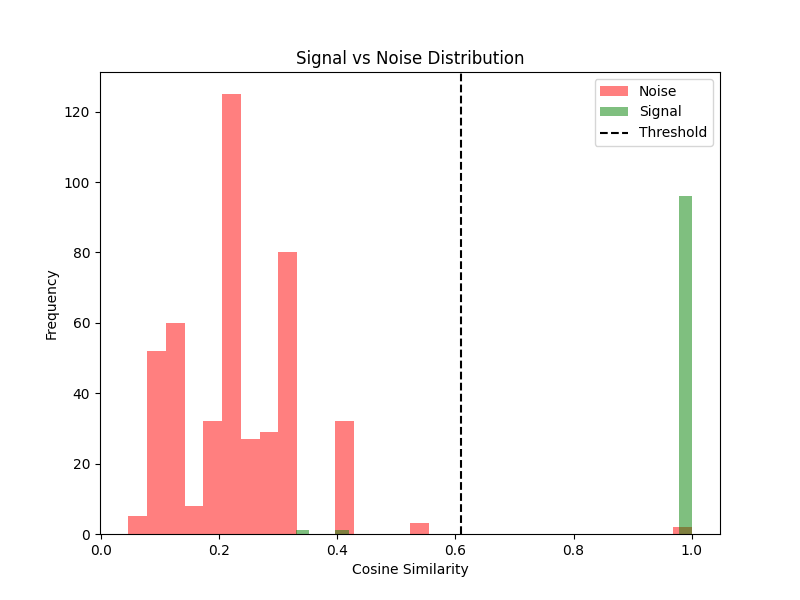 Signal vs Noise Distribution
Noise
Signal
Threshold
120
100
80
60
40
20
0
Frequency
0.0 0.2 0.4 0.6 0.8 1.0
Cosine Similarity